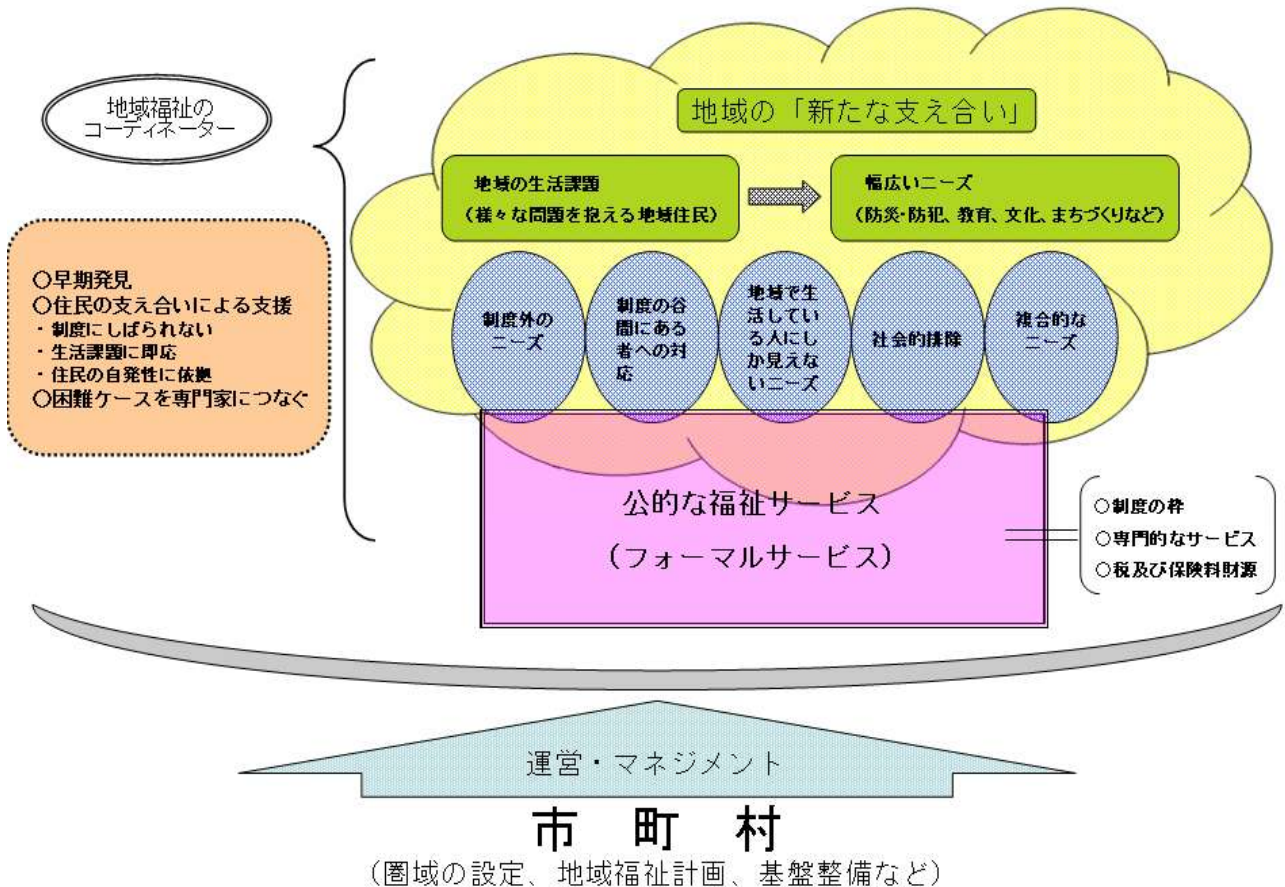 地域福祉の
コーディネーター
○早期発見
○住民の支え合いによる支援
・制度にしばられない
・生活課題に即応
・住民の自発性に依拠
○困難ケースを専門家につなぐ
地域の「新たな支え合い」
地域の生活課題
(様々な問題を抱える地域住民)
幅広いニーズ
(防災・防犯、教育、文化、まちづくりなど)
制度外の
ニーズ
制度の谷
間にある
者への対
応
地域で生
活してい
る人にし
か見えな
いニーズ
社会的排除
複合的な
ニーズ
公的な福祉サービス
(フォーマルサービス)
○制度の枠
○専門的なサービス
○税及び保険料財源
運営・マネジメント
市 町 村
(圏域の設定、地域福祉計画、基盤整備など)